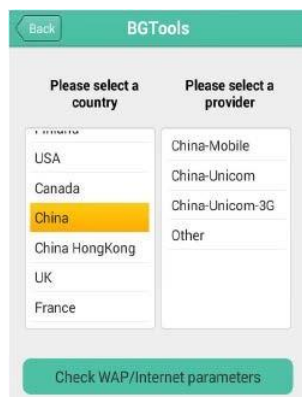 Back
BGTools
Please select a
country
Please select a
provider
Finland
USA
Canada
China
China HongKong
UK
France
China-Mobile
China-Unicom
China-Unicom-3G
Other
Check WAP/Internet parameters